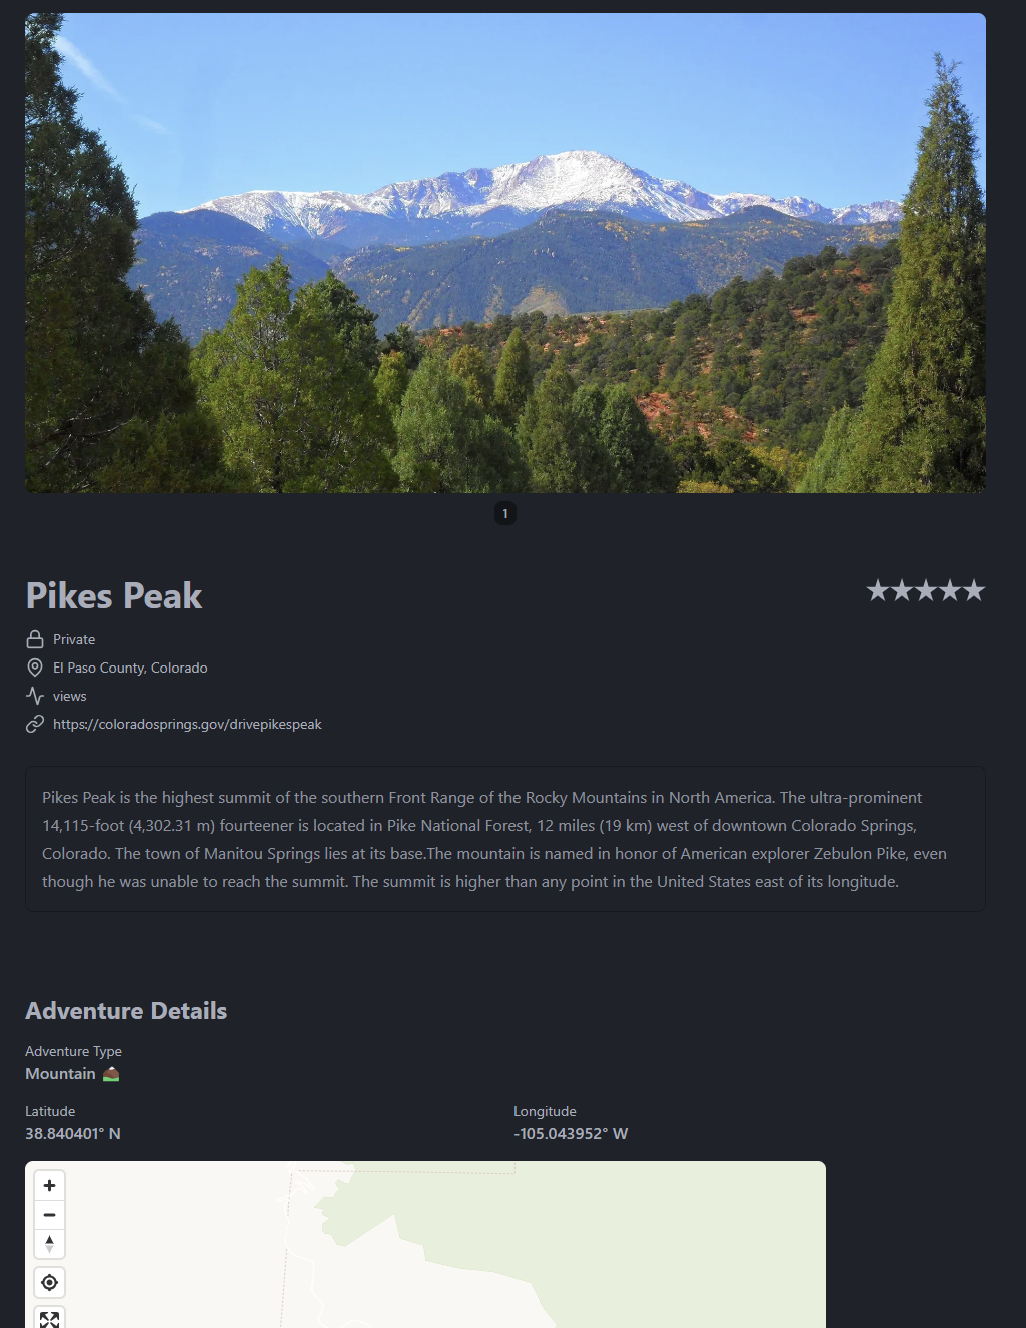 1
Pikes Peak
★★★★★
Private
El Paso County, Colorado
views
https://coloradosprings.gov/drivepikespeak
Pikes Peak is the highest summit of the southern Front Range of the Rocky Mountains in North America. The ultra-prominent
14,115-foot (4,302.31 m) fourteener is located in Pike National Forest, 12 miles (19 km) west of downtown Colorado Springs,
Colorado. The town of Manitou Springs lies at its base.The mountain is named in honor of American explorer Zebulon Pike, even
though he was unable to reach the summit. The summit is higher than any point in the United States east of its longitude.
Adventure Details
Adventure Type
Mountain 
Latitude
Longitude
38.840401° N
-105.043952° W